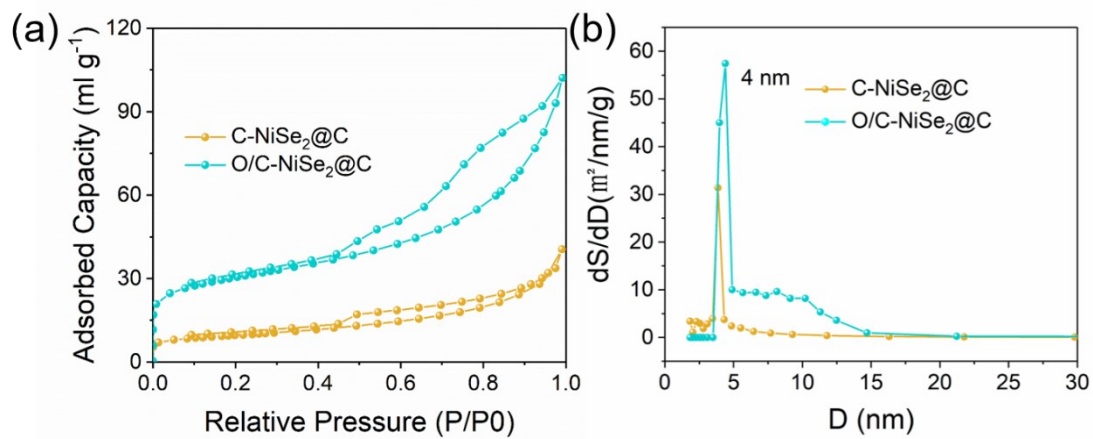 (a)
Adsorbed Capacity (ml g⁻¹)
120
90
60
30
0
C-NiSe₂@C
O/C-NiSe₂@C
0.0 0.2 0.4 0.6 0.8 1.0
Relative Pressure (P/P0)
(b)
dS/dD(㎡/nm/g)
60
50
40
30
20
10
0
4 nm
C-NiSe₂@C
O/C-NiSe₂@C
0 5 10 15 20 25 30
D (nm)